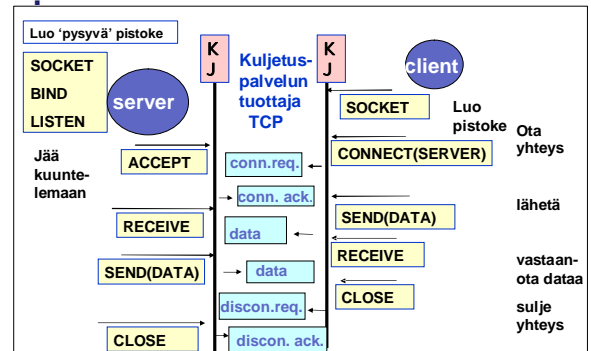 Luo 'pysyvä' pistoke
SOCKET
BIND
LISTEN
server
K
J
Kuljetus-
palvelun
tuottaja
TCP
K
J
client
SOCKET
Luo
pistoke
Ota
yhteys
CONNECT(SERVER)
Jää
kuunte-
lemaan
ACCEPT
conn.req.
conn. ack.
SEND(DATA)
lähetä
RECEIVE
data
RECEIVE
vastaan-
ota dataa
SEND(DATA)
data
CLOSE
sulje
yhteys
discon.req.
CLOSE
discon. ack.